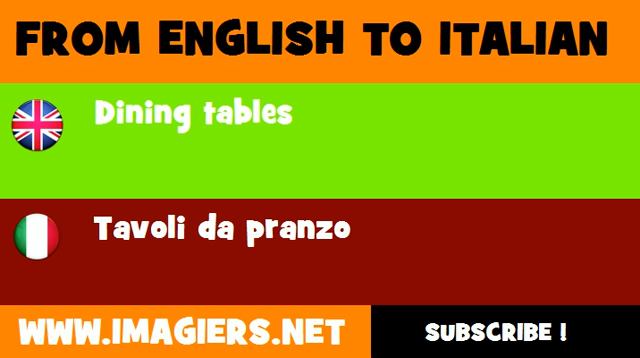 FROM ENGLISH TO ITALIAN
Dining tables
Tavoli da pranzo
WWW.IMAGIERS.NET
SUBSCRIBE !